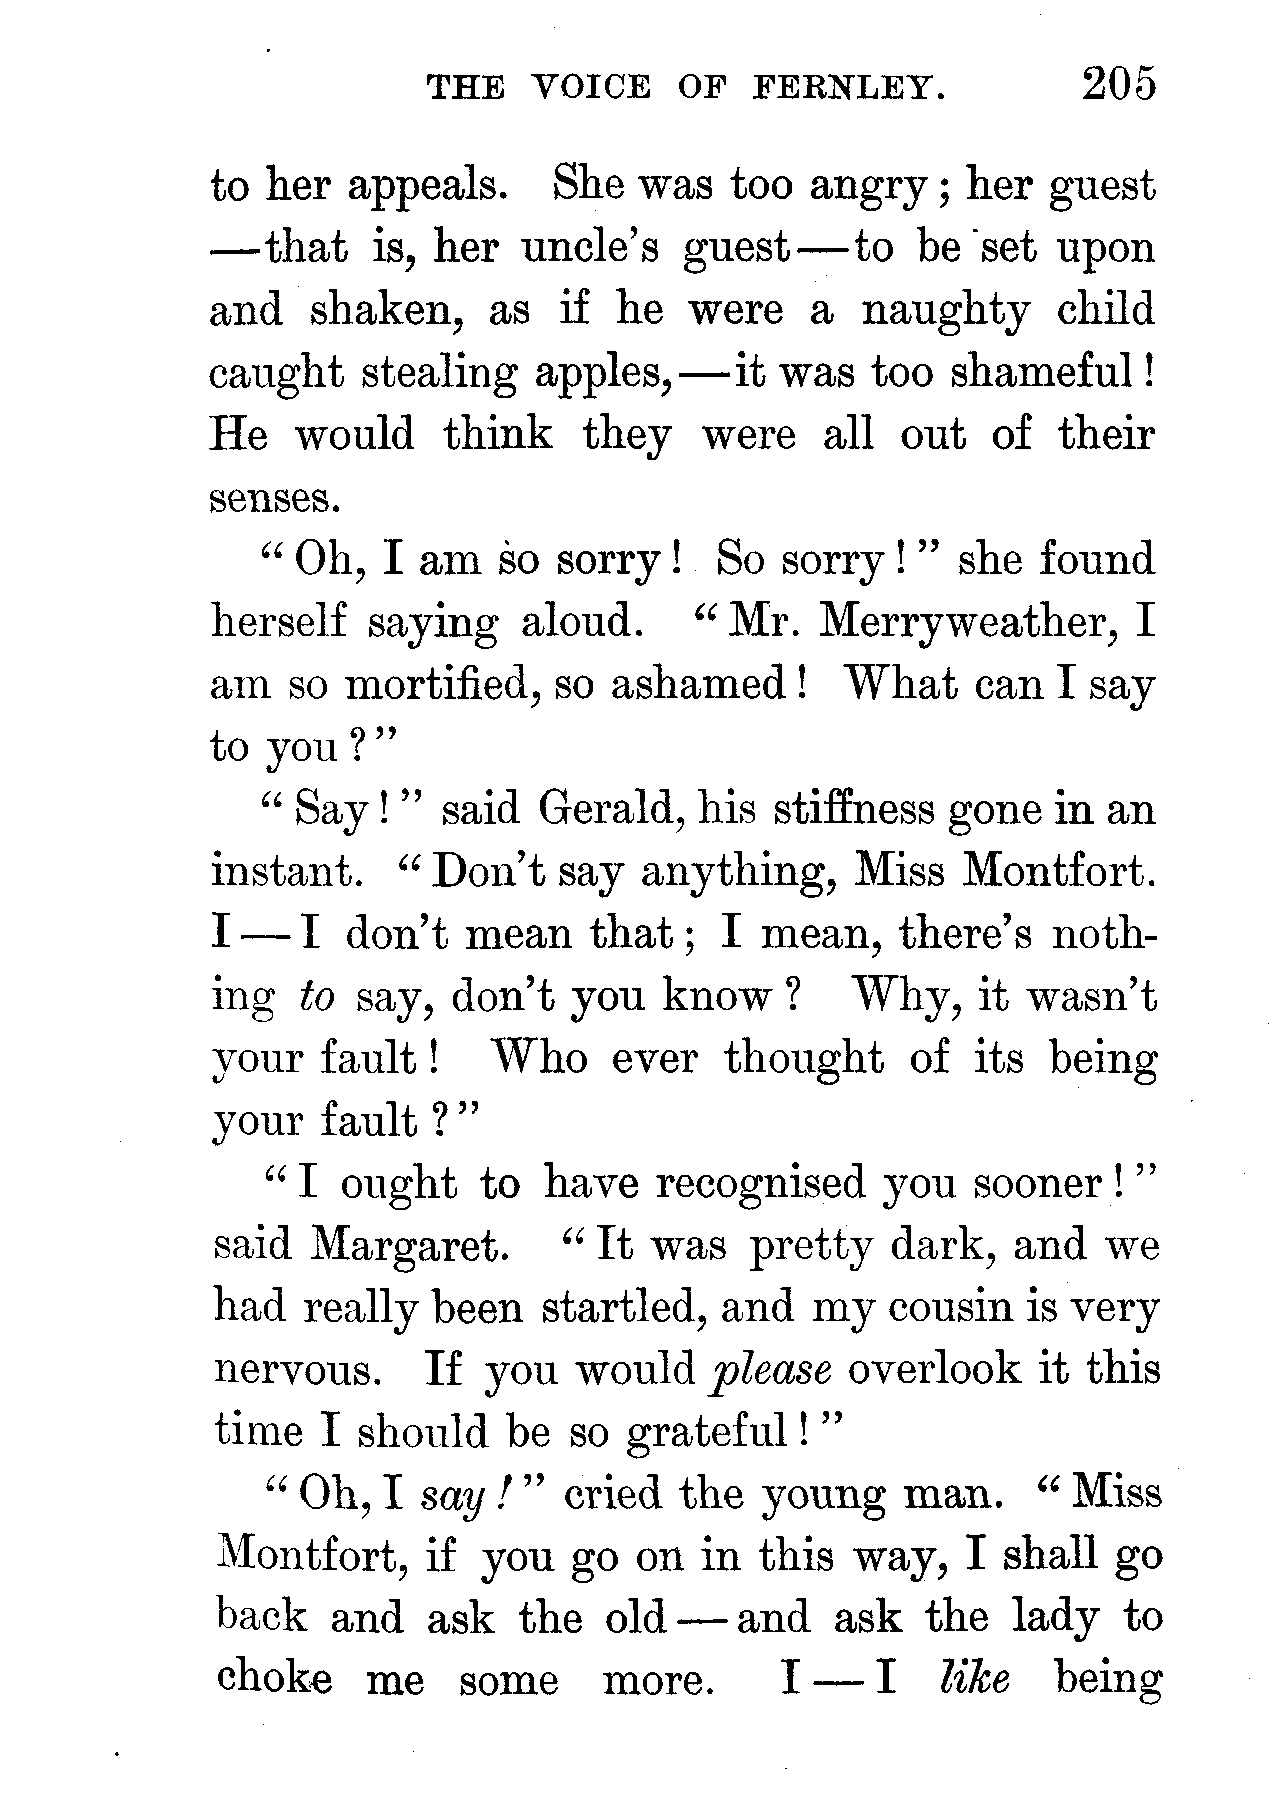 THE VOICE OF FERNLEY. 205
to her appeals. She was too angry; her guest
—that is, her uncle's guest—to be set upon
and shaken, as if he were a naughty child
caught stealing apples,—it was too shameful!
He would think they were all out of their
senses.
"Oh, I am so sorry! So sorry!" she found
herself saying aloud. "Mr. Merryweather, I
am so mortified, so ashamed! What can I say
to you?"
"Say!" said Gerald, his stiffness gone in an
instant. "Don't say anything, Miss Montfort.
I—I don't mean that; I mean, there's noth-
ing to say, don't you know? Why, it wasn't
your fault! Who ever thought of its being
your fault?"
"I ought to have recognised you sooner!"
said Margaret. "It was pretty dark, and we
had really been startled, and my cousin is very
nervous. If you would please overlook it this
time I should be so grateful!"
"Oh, I say!" cried the young man. "Miss
Montfort, if you go on in this way, I shall go
back and ask the old—and ask the lady to
choke me some more. I—I like being